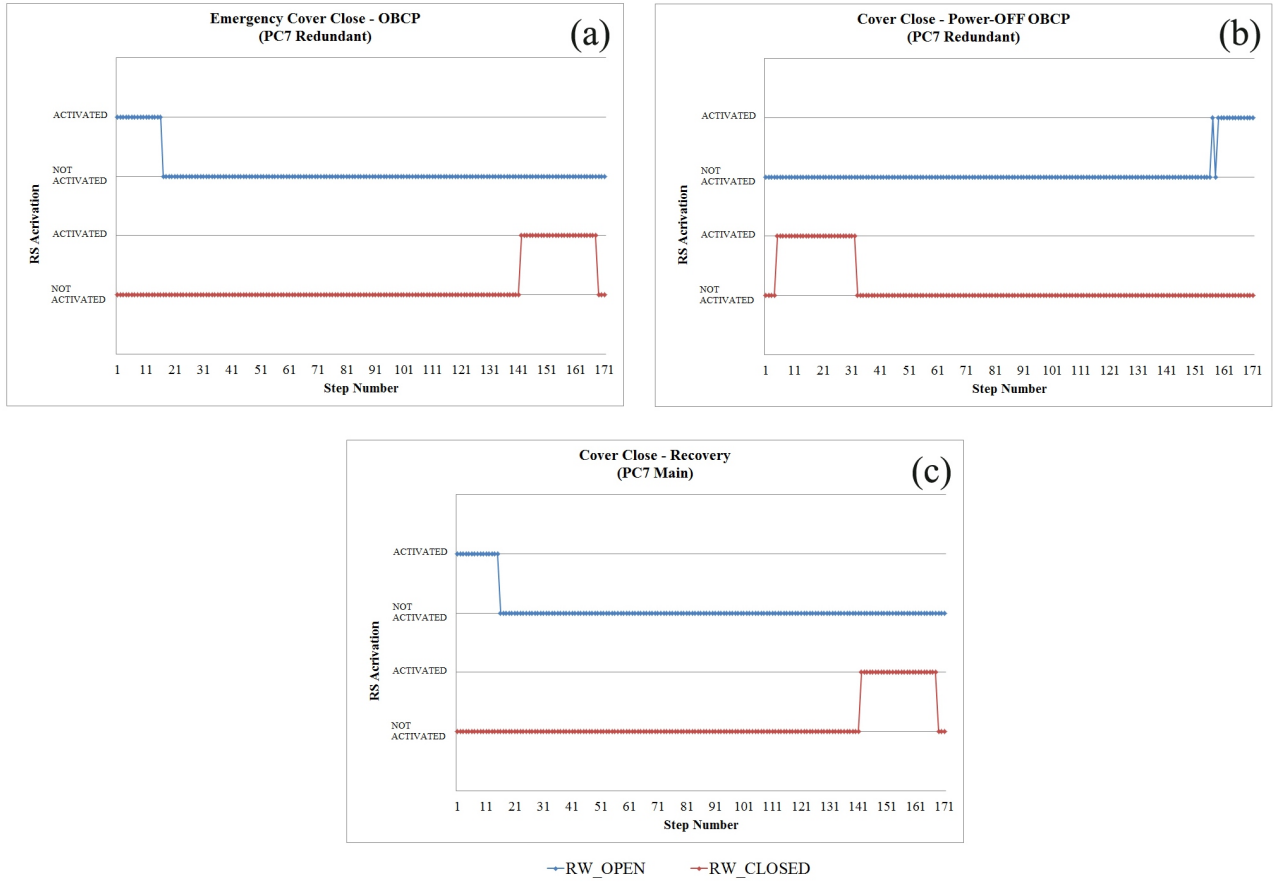 Emergency Cover Close - OBCP
(PC7 Redundant)
(a)
ACTIVATED
NOT
ACTIVATED
ACTIVATED
NOT
ACTIVATED
RS Acrivation
1 11 21 31 41 51 61 71 81 91 101 111 121 131 141 151 161 171
Step Number
Cover Close - Power-OFF OBCP
(PC7 Redundant)
(b)
ACTIVATED
NOT
ACTIVATED
ACTIVATED
NOT
ACTIVATED
RS Acrivation
1 11 21 31 41 51 61 71 81 91 101 111 121 131 141 151 161 171
Step Number
Cover Close - Recovery
(PC7 Main)
(c)
ACTIVATED
NOT
ACTIVATED
ACTIVATED
NOT
ACTIVATED
RS Acrivation
1 11 21 31 41 51 61 71 81 91 101 111 121 131 141 151 161 171
Step Number
RW_OPEN RW_CLOSED